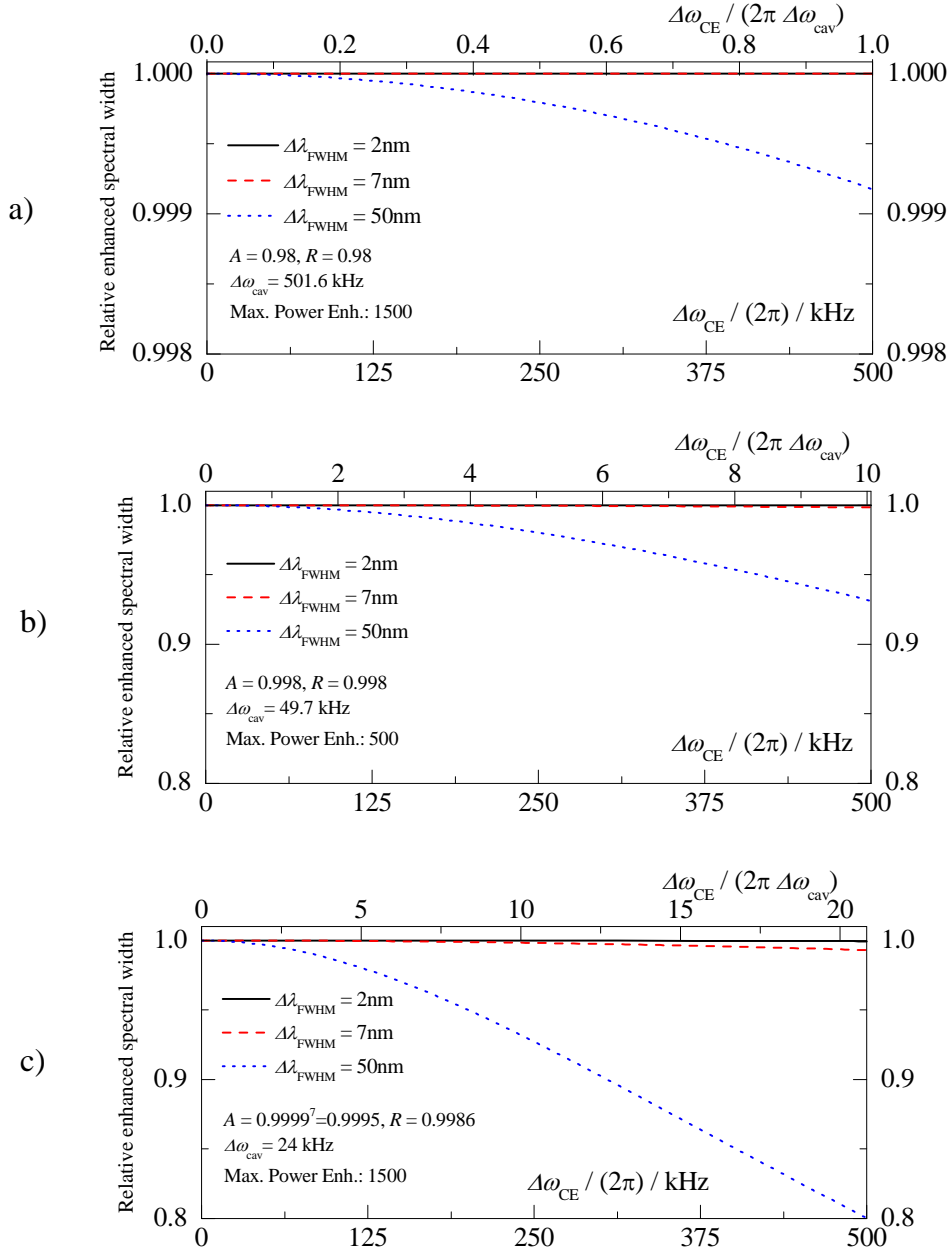 Δω_CE / (2π Δω_cav)
0.0 0.2 0.4 0.6 0.8 1.0
1.000 1.000
Δλ_FWHM = 2nm
Δλ_FWHM = 7nm
a) 0.999 Δλ_FWHM = 50nm 0.999
Relative enhanced spectral width
A = 0.98, R = 0.98
Δω_cav = 501.6 kHz
Max. Power Enh.: 1500 Δω_CE / (2π) / kHz
0.998 0.998
0 125 250 375 500
Δω_CE / (2π Δω_cav)
0 2 4 6 8 10
1.0 1.0
Δλ_FWHM = 2nm
Δλ_FWHM = 7nm
b) Δλ_FWHM = 50nm
0.9 0.9
Relative enhanced spectral width
A = 0.998, R = 0.998
Δω_cav = 49.7 kHz
Max. Power Enh.: 500 Δω_CE / (2π) / kHz
0.8 0.8
0 125 250 375 500
Δω_CE / (2π Δω_cav)
0 5 10 15 20
1.0 1.0
Δλ_FWHM = 2nm
Δλ_FWHM = 7nm
c) Δλ_FWHM = 50nm
0.9 0.9
Relative enhanced spectral width
A = 0.9999⁷=0.9995, R = 0.9986
Δω_cav = 24 kHz
Max. Power Enh.: 1500 Δω_CE / (2π) / kHz
0.8 0.8
0 125 250 375 500